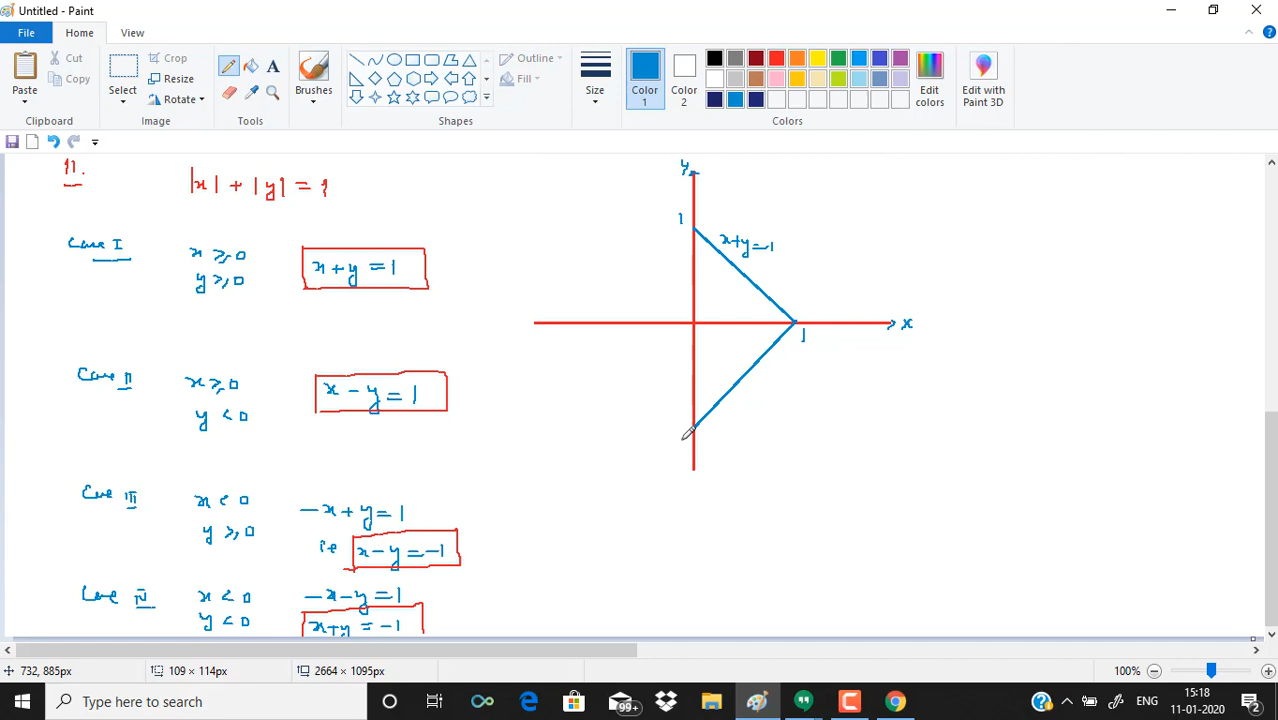 Untitled - Paint
File Home View
Paste
Cut
Copy
Clipboard
Select
Crop
Resize
Rotate
Image
Tools
Brushes
Shapes
Outline
Fill
Size
Color 1
Color 2
Colors
Edit colors
Edit with Paint 3D
11.
|x| + |y| = 1
Case I
x ≥ 0
y ≥ 0
x + y = 1
Case II
x ≥ 0
y < 0
x - y = 1
Case III
x < 0
y ≥ 0
-x + y = 1
ie x - y = -1
Case IV
x < 0
y < 0
-x - y = 1
x+y = -1
y
1
x+y=1
x
1
732, 885px
109 × 114px
2664 × 1095px
100%
Type here to search
99+
ENG
15:18
11-01-2020
2